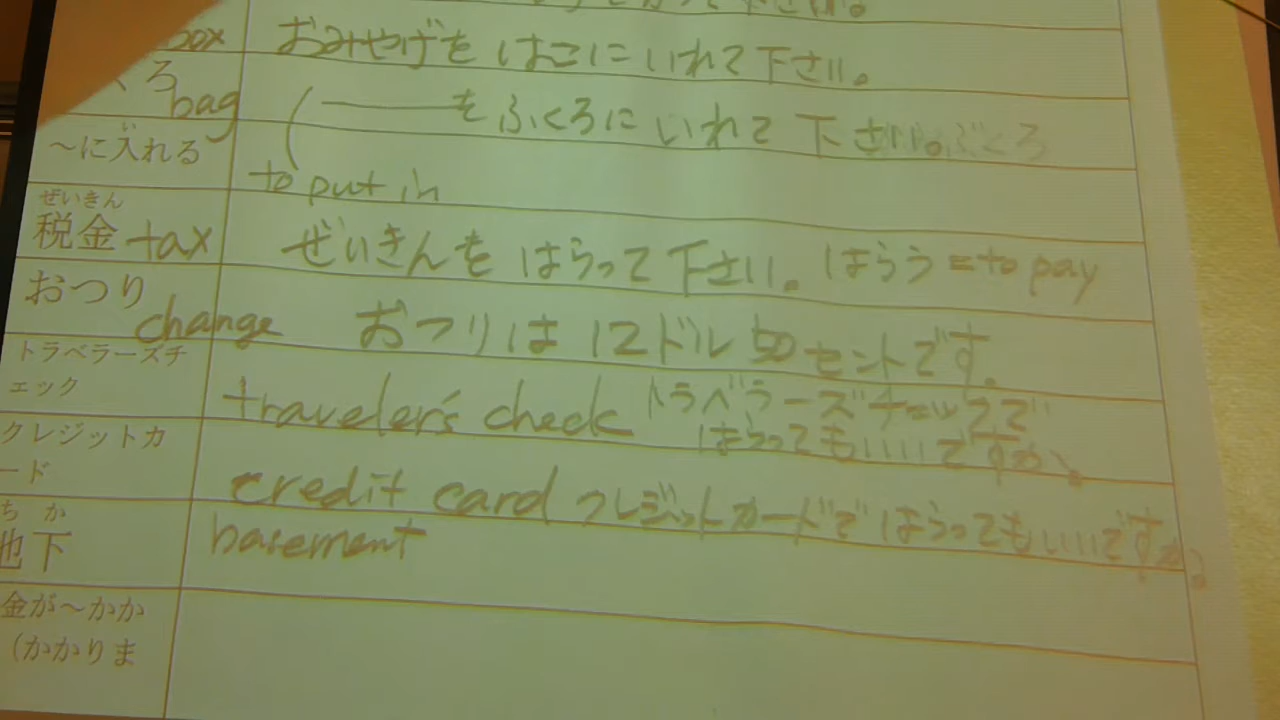 下さい。
box おみやげを はこに いれて 下さい。
くろ
bag ( ——を ふくろに いれて 下さい。 ぶくろ
～に入れる
い
to put in
ぜいきん
税金 tax ぜいきんを はらって 下さい。 はらう = to pay
おつり
change おつりは 12ドル 50セントです。
トラベラーズチ
ェック traveler's check トラベラーズチェックで
はらってもいいですか。
クレジットカ
ード credit card クレジットカードで はらってもいいですか。
ちか
地下 basement
金が～かか
(かかりま